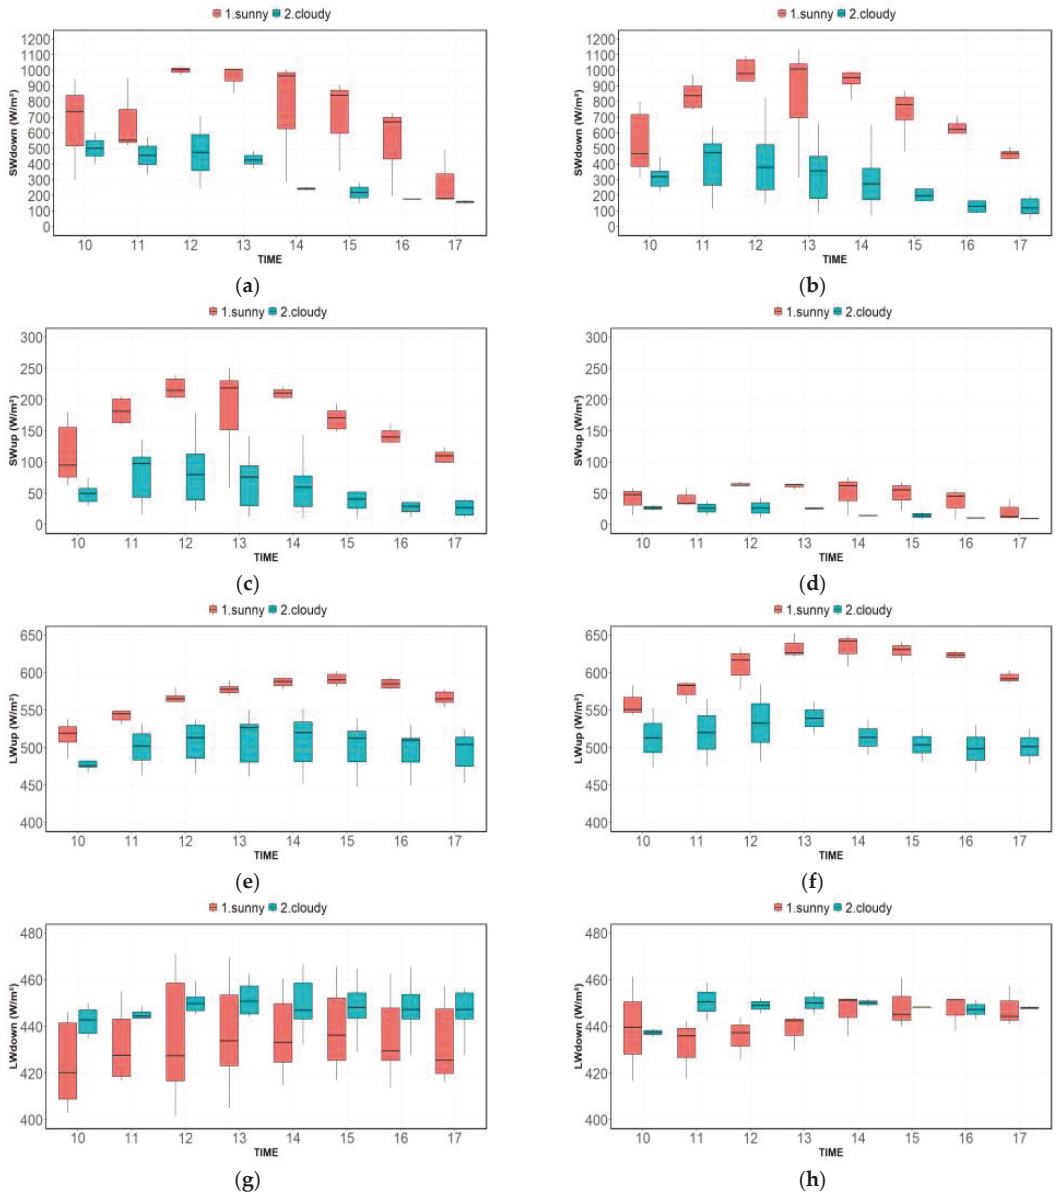 1.sunny 2.cloudy
SWdown (W/m²)
1200
1100
1000
900
800
700
600
500
400
300
200
100
0
10 11 12 13 14 15 16 17
TIME
(a)
1.sunny 2.cloudy
SWdown (W/m²)
1200
1100
1000
900
800
700
600
500
400
300
200
100
0
10 11 12 13 14 15 16 17
TIME
(b)
1.sunny 2.cloudy
SWup (W/m²)
300
250
200
150
100
50
0
10 11 12 13 14 15 16 17
TIME
(c)
1.sunny 2.cloudy
SWup (W/m²)
300
250
200
150
100
50
0
10 11 12 13 14 15 16 17
TIME
(d)
1.sunny 2.cloudy
LWup (W/m²)
650
600
550
500
450
400
10 11 12 13 14 15 16 17
TIME
(e)
1.sunny 2.cloudy
LWup (W/m²)
650
600
550
500
450
400
10 11 12 13 14 15 16 17
TIME
(f)
1.sunny 2.cloudy
LWdown (W/m²)
480
460
440
420
400
10 11 12 13 14 15 16 17
TIME
(g)
1.sunny 2.cloudy
LWdown (W/m²)
480
460
440
420
400
10 11 12 13 14 15 16 17
TIME
(h)